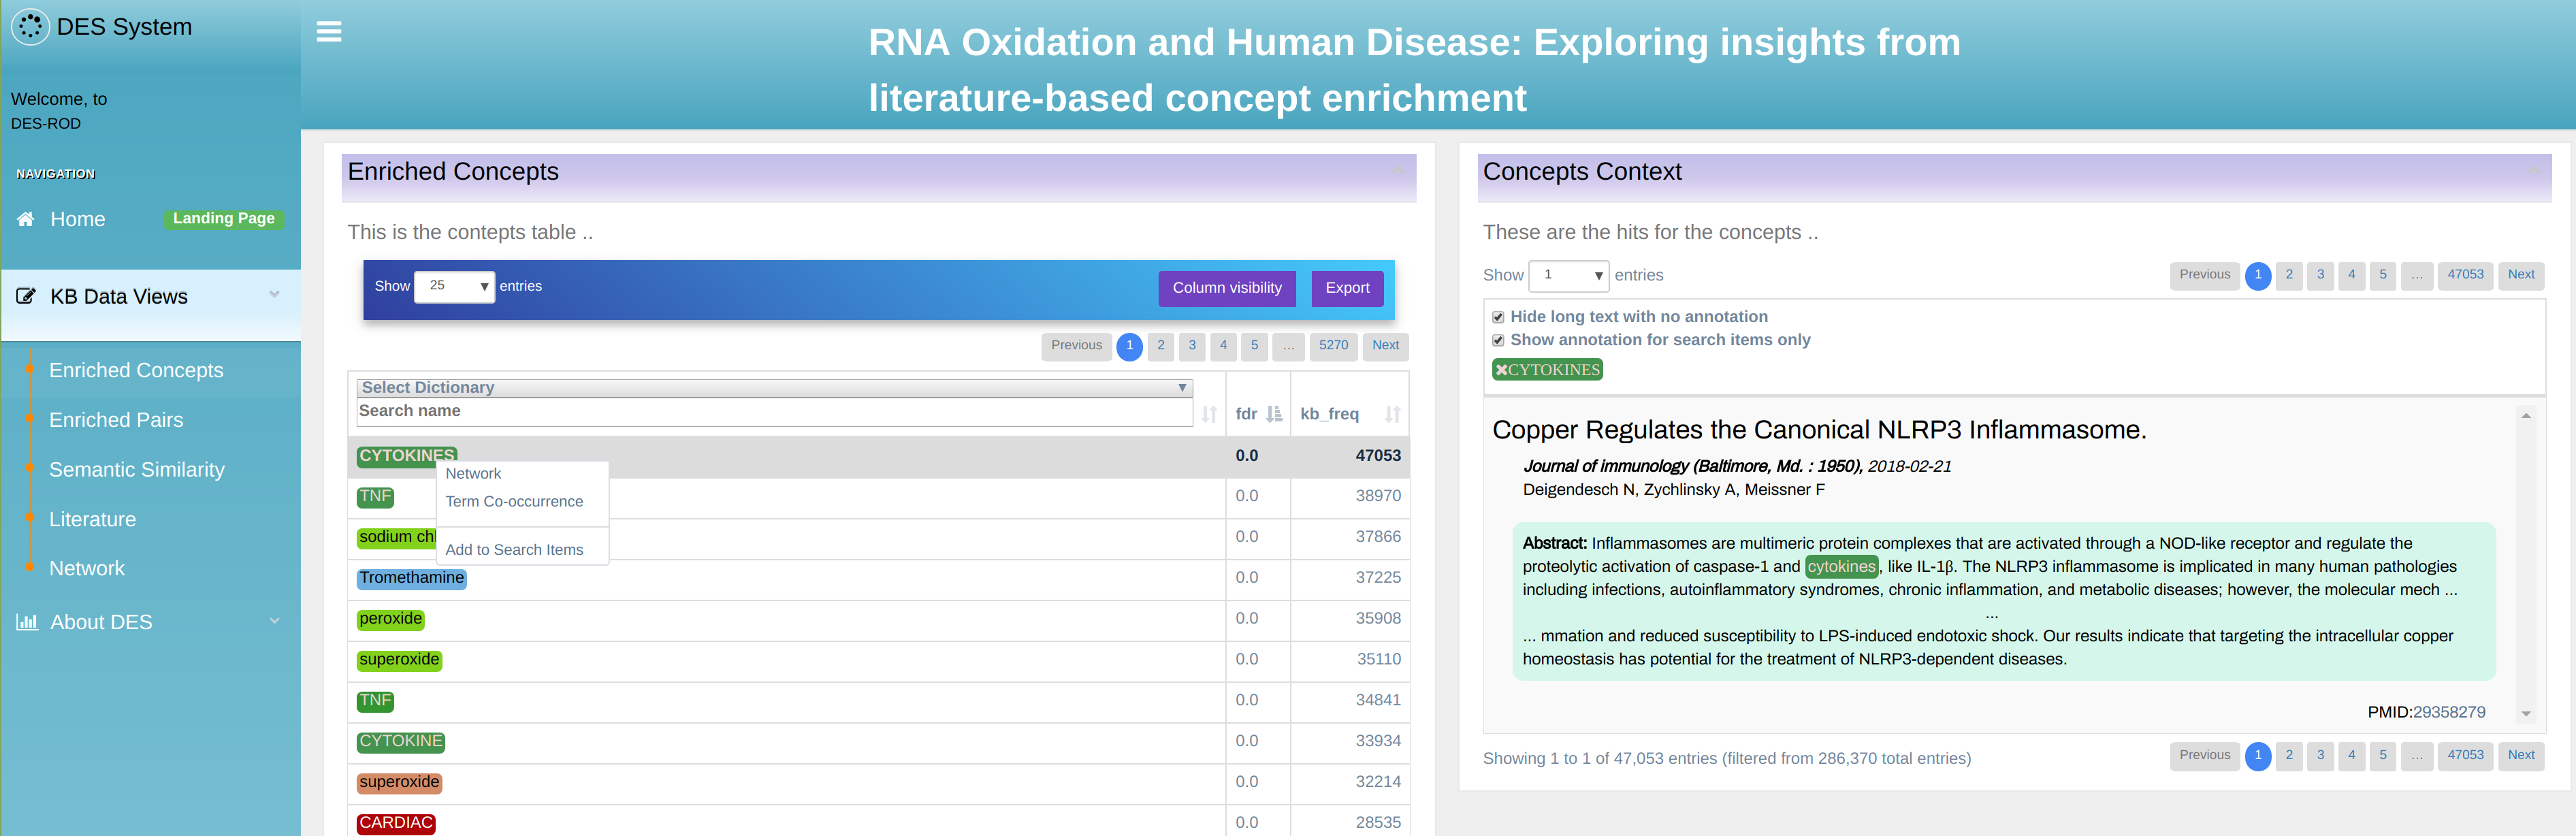 DES System
Welcome, to
DES-ROD
NAVIGATION
Home
Landing Page
KB Data Views
Enriched Concepts
Enriched Pairs
Semantic Similarity
Literature
Network
About DES
RNA Oxidation and Human Disease: Exploring insights from
literature-based concept enrichment
Enriched Concepts
This is the contepts table ..
Show 25 entries
Column visibility
Export
Previous 1 2 3 4 5 ... 5270 Next
Select Dictionary
Search name
fdr kb_freq
CYTOKINES 0.0 47053
Network
TNF 0.0 38970
Term Co-occurrence
sodium chl 0.0 37866
Add to Search Items
Tromethamine 0.0 37225
peroxide 0.0 35908
superoxide 0.0 35110
TNF 0.0 34841
CYTOKINE 0.0 33934
superoxide 0.0 32214
CARDIAC 0.0 28535
Concepts Context
These are the hits for the concepts ..
Show 1 entries
Previous 1 2 3 4 5 ... 47053 Next
Hide long text with no annotation
Show annotation for search items only
CYTOKINES
Copper Regulates the Canonical NLRP3 Inflammasome.
Journal of immunology (Baltimore, Md. : 1950), 2018-02-21
Deigendesch N, Zychlinsky A, Meissner F
Abstract: Inflammasomes are multimeric protein complexes that are activated through a NOD-like receptor and regulate the
proteolytic activation of caspase-1 and cytokines, like IL-1β. The NLRP3 inflammasome is implicated in many human pathologies
including infections, autoinflammatory syndromes, chronic inflammation, and metabolic diseases; however, the molecular mech ...
...
... mmation and reduced susceptibility to LPS-induced endotoxic shock. Our results indicate that targeting the intracellular copper
homeostasis has potential for the treatment of NLRP3-dependent diseases.
PMID:29358279
Showing 1 to 1 of 47,053 entries (filtered from 286,370 total entries)
Previous 1 2 3 4 5 ... 47053 Next